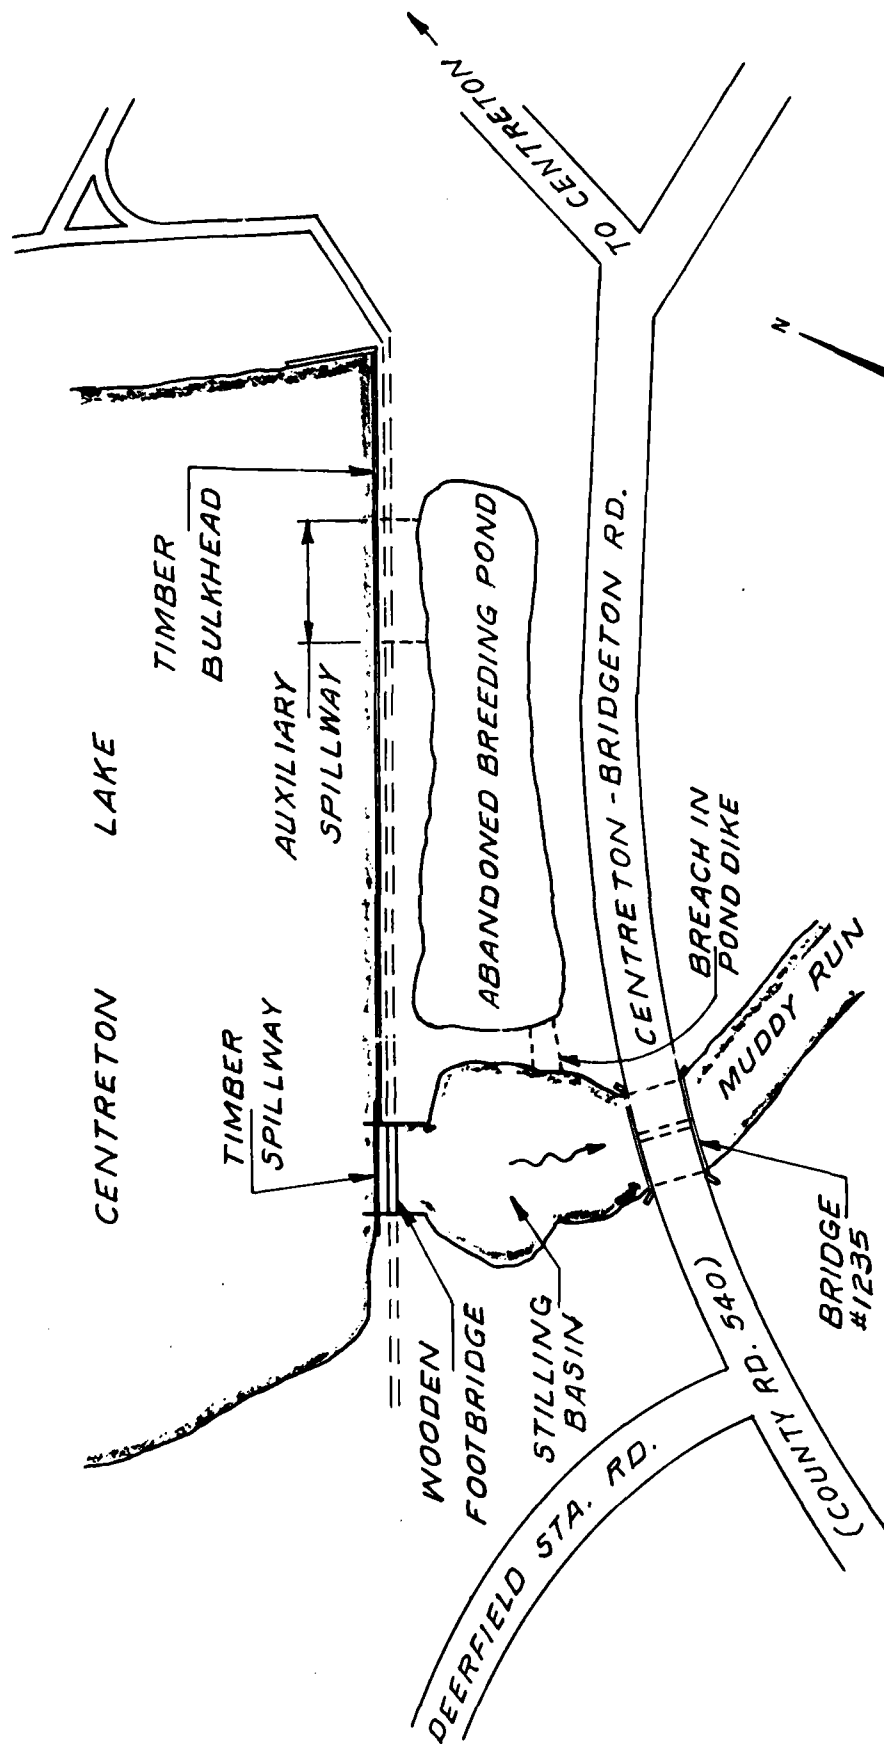 CENTRETON LAKE
TIMBER
SPILLWAY
AUXILIARY
SPILLWAY
TIMBER
BULKHEAD
WOODEN
FOOTBRIDGE
STILLING
BASIN
ABANDONED BREEDING POND
BREACH IN
POND DIKE
DEERFIELD STA. RD.
(COUNTY RD. 540)
CENTRETON - BRIDGETON RD.
TO CENTRETON
BRIDGE
#1235
MUDDY RUN
N